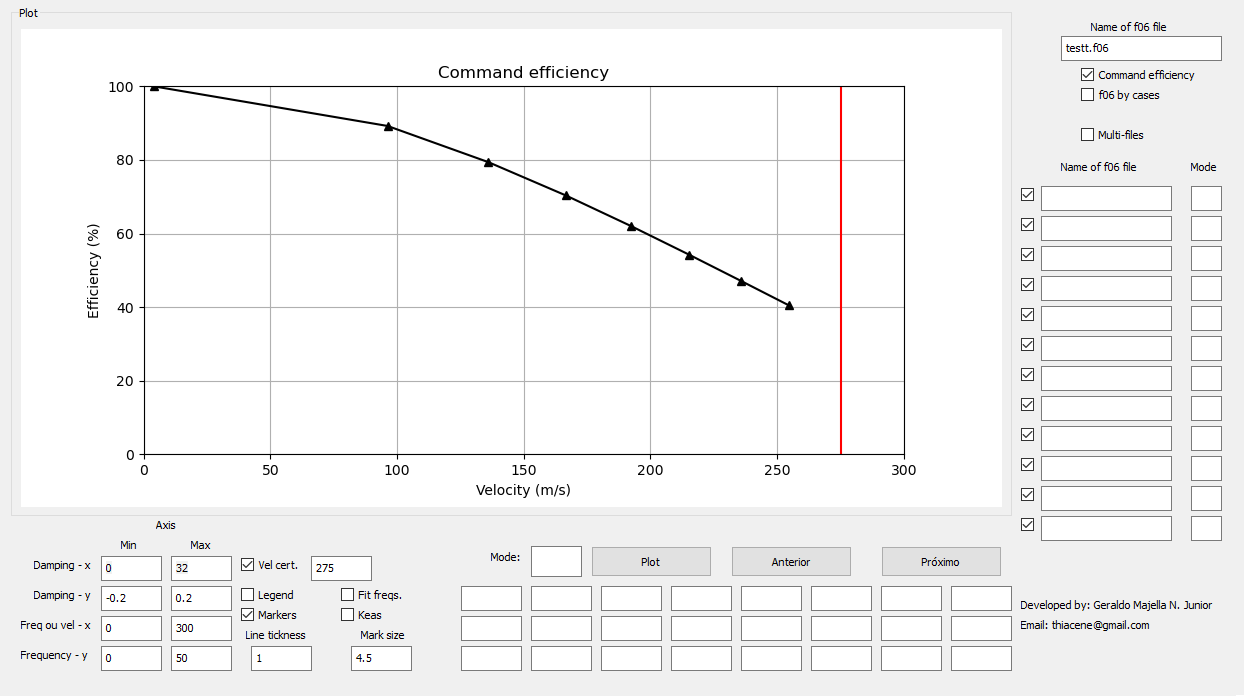 Plot
Command efficiency
100
80
60
40
20
0
Efficiency (%)
0 50 100 150 200 250 300
Velocity (m/s)
Name of f06 file
testt.f06
Command efficiency
f06 by cases
Multi-files
Name of f06 file Mode
Axis
Min Max
Damping - x 0 32 Vel cert. 275
Damping - y -0.2 0.2 Legend Fit freqs.
Markers Keas
Freq ou vel - x 0 300
Line tickness Mark size
Frequency - y 0 50 1 4.5
Mode: Plot Anterior Próximo
Developed by: Geraldo Majella N. Junior
Email: thiacene@gmail.com